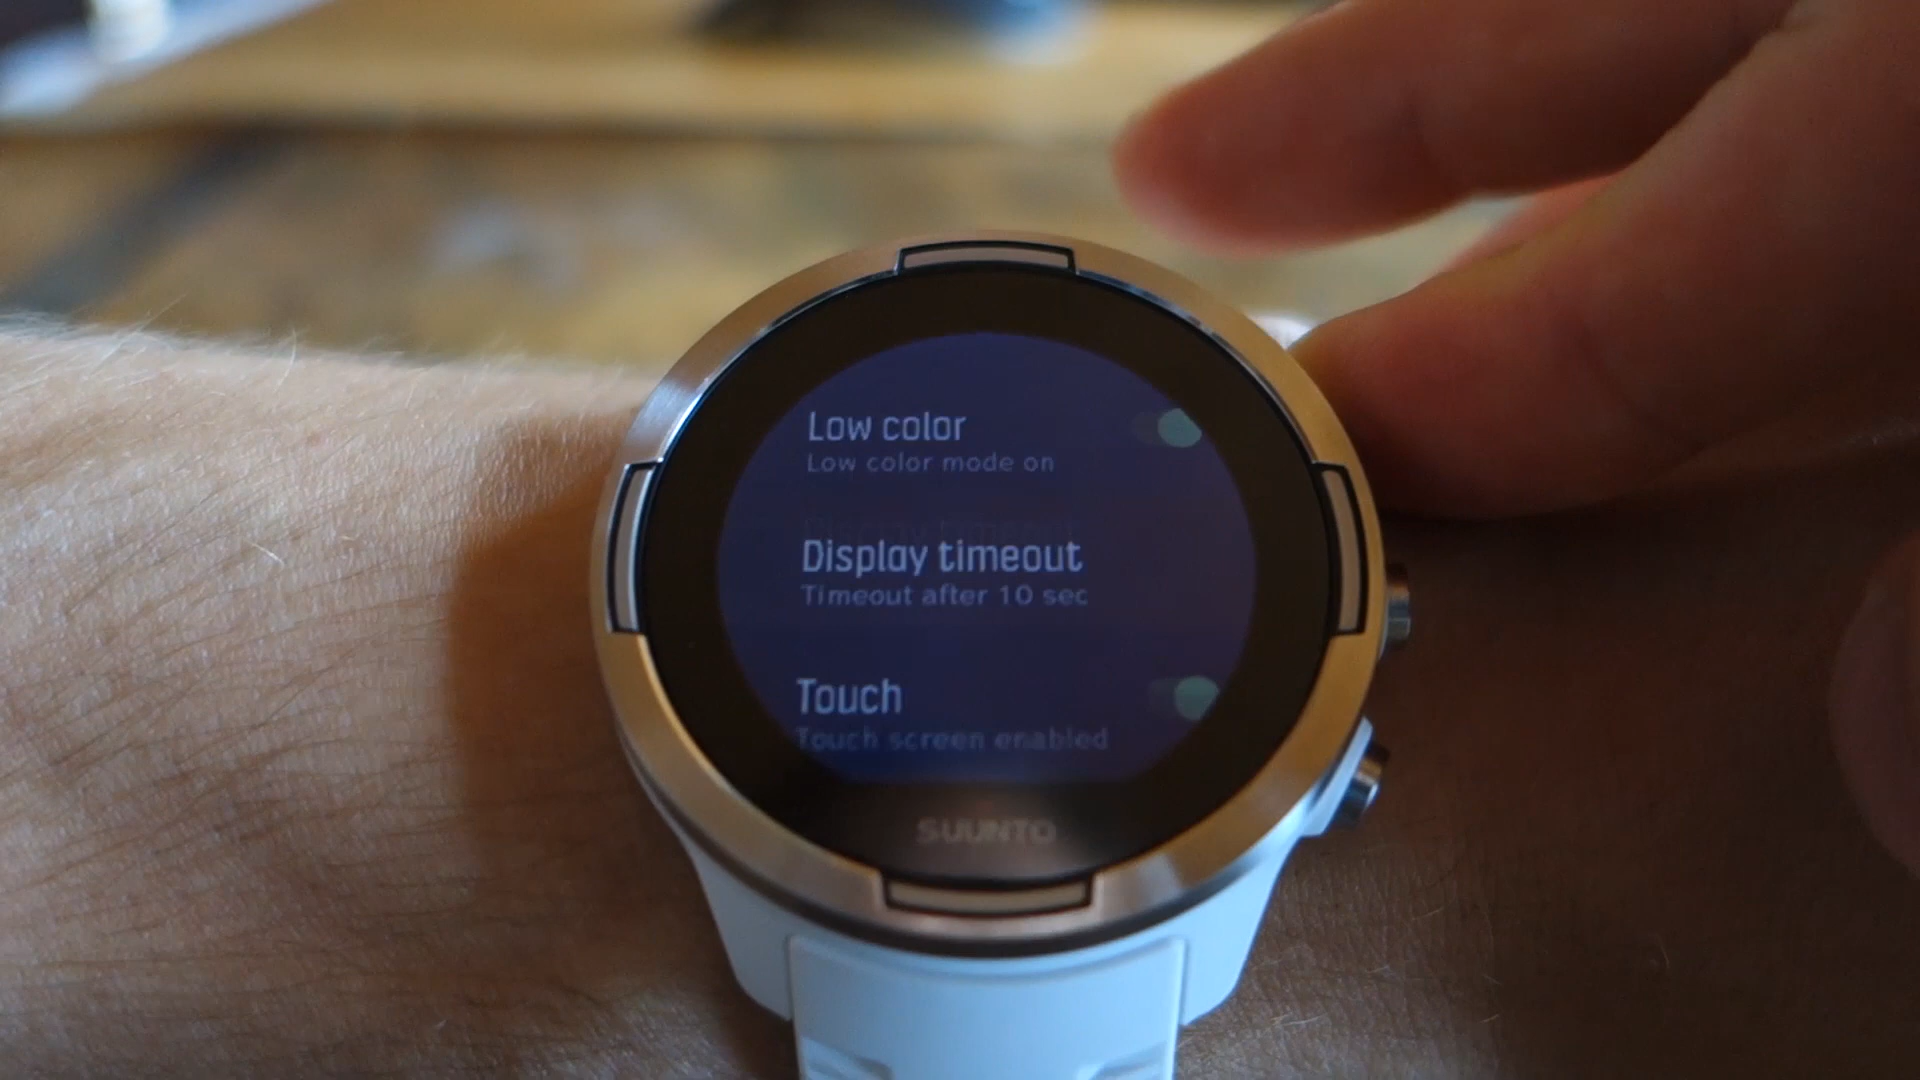 Low color
Low color mode on
Display timeout
Timeout after 10 sec
Touch
Touch screen enabled
SUUNTO